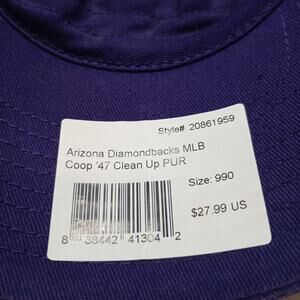 Style# 20861959
Arizona Diamondbacks MLB
Coop '47 Clean Up PUR
Size: 990
$27.99 US
8 38442 41304 2